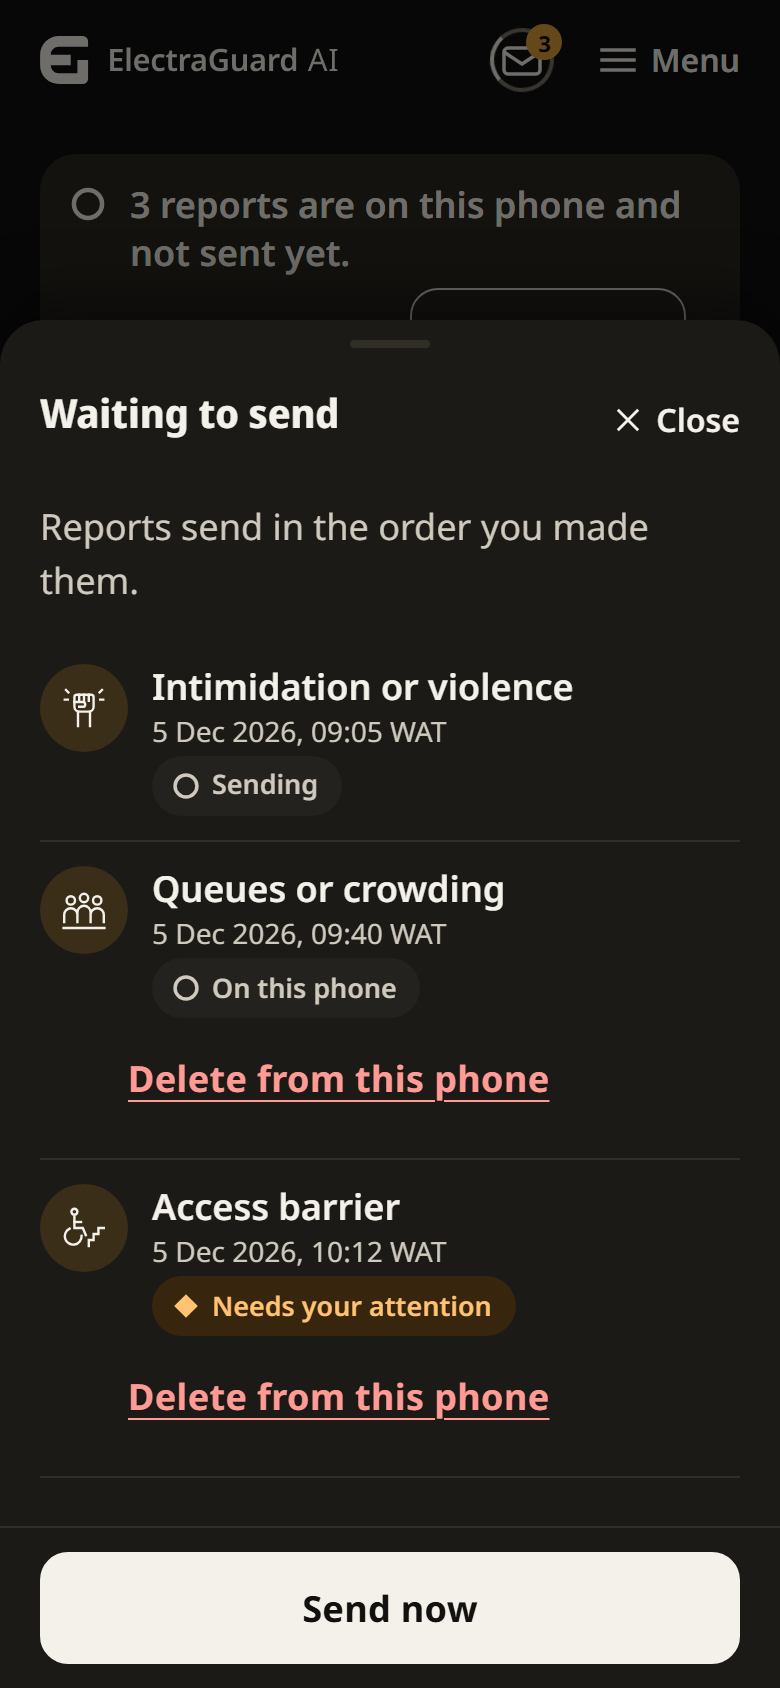 ElectraGuard AI
3
Menu
3 reports are on this phone and
not sent yet.
Waiting to send
Close
Reports send in the order you made
them.
Intimidation or violence
5 Dec 2026, 09:05 WAT
Sending
Queues or crowding
5 Dec 2026, 09:40 WAT
On this phone
Delete from this phone
Access barrier
5 Dec 2026, 10:12 WAT
Needs your attention
Delete from this phone
Send now